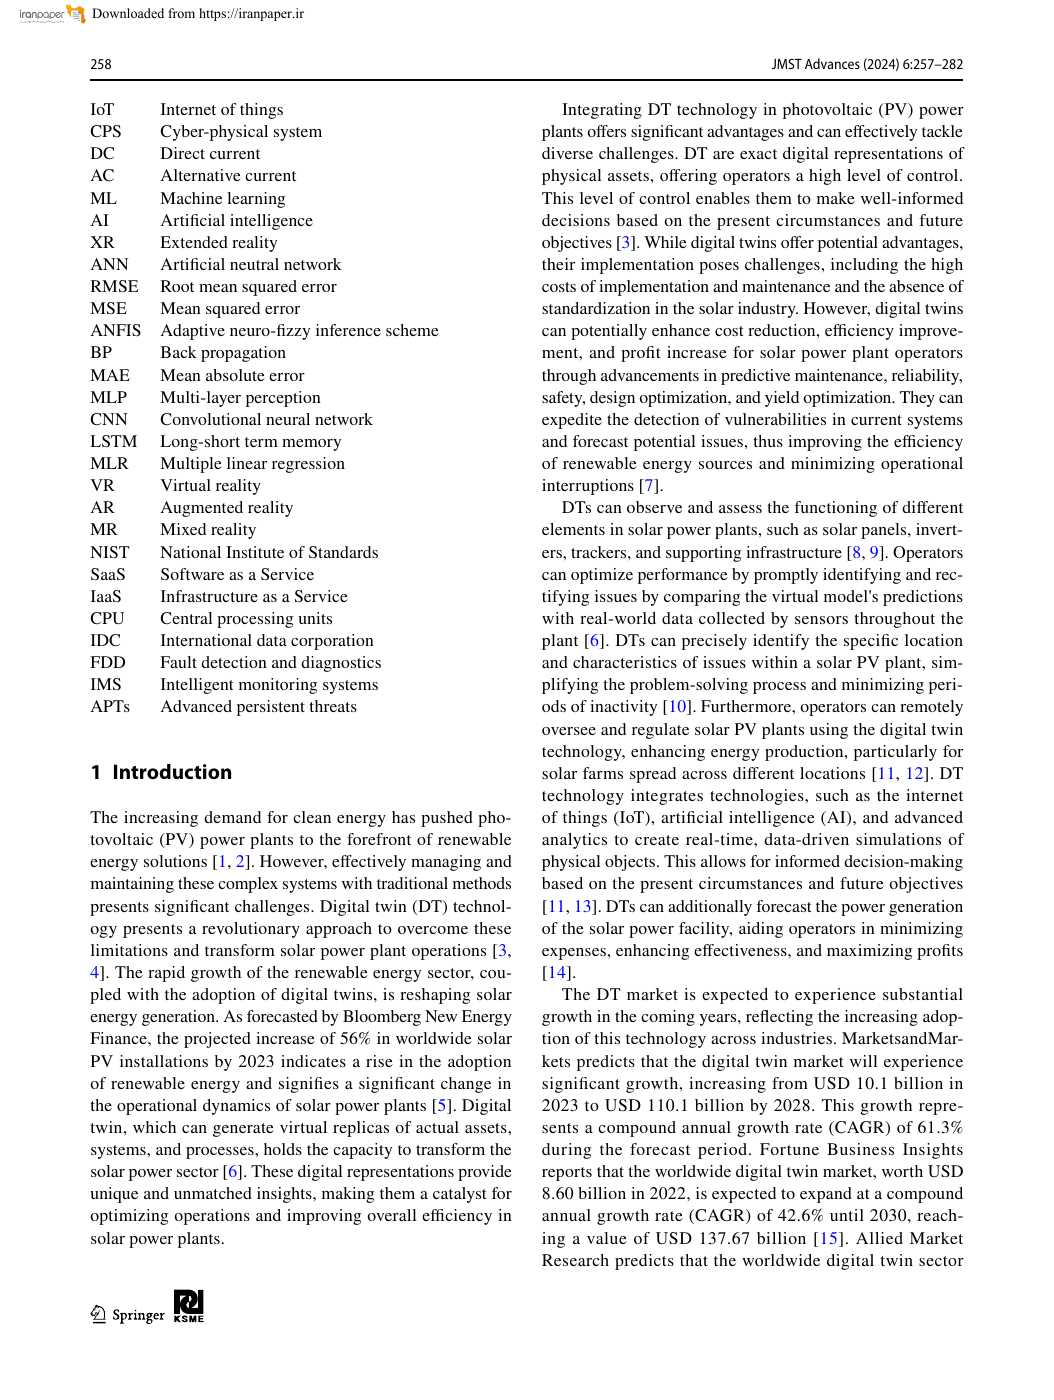 iranpaper Downloaded from https://iranpaper.ir
258 JMST Advances (2024) 6:257–282
IoT Internet of things
CPS Cyber-physical system
DC Direct current
AC Alternative current
ML Machine learning
AI Artificial intelligence
XR Extended reality
ANN Artificial neutral network
RMSE Root mean squared error
MSE Mean squared error
ANFIS Adaptive neuro-fizzy inference scheme
BP Back propagation
MAE Mean absolute error
MLP Multi-layer perception
CNN Convolutional neural network
LSTM Long-short term memory
MLR Multiple linear regression
VR Virtual reality
AR Augmented reality
MR Mixed reality
NIST National Institute of Standards
SaaS Software as a Service
IaaS Infrastructure as a Service
CPU Central processing units
IDC International data corporation
FDD Fault detection and diagnostics
IMS Intelligent monitoring systems
APTs Advanced persistent threats
1 Introduction
The increasing demand for clean energy has pushed pho-
tovoltaic (PV) power plants to the forefront of renewable
energy solutions [1, 2]. However, effectively managing and
maintaining these complex systems with traditional methods
presents significant challenges. Digital twin (DT) technol-
ogy presents a revolutionary approach to overcome these
limitations and transform solar power plant operations [3,
4]. The rapid growth of the renewable energy sector, cou-
pled with the adoption of digital twins, is reshaping solar
energy generation. As forecasted by Bloomberg New Energy
Finance, the projected increase of 56% in worldwide solar
PV installations by 2023 indicates a rise in the adoption
of renewable energy and signifies a significant change in
the operational dynamics of solar power plants [5]. Digital
twin, which can generate virtual replicas of actual assets,
systems, and processes, holds the capacity to transform the
solar power sector [6]. These digital representations provide
unique and unmatched insights, making them a catalyst for
optimizing operations and improving overall efficiency in
solar power plants.
Integrating DT technology in photovoltaic (PV) power
plants offers significant advantages and can effectively tackle
diverse challenges. DT are exact digital representations of
physical assets, offering operators a high level of control.
This level of control enables them to make well-informed
decisions based on the present circumstances and future
objectives [3]. While digital twins offer potential advantages,
their implementation poses challenges, including the high
costs of implementation and maintenance and the absence of
standardization in the solar industry. However, digital twins
can potentially enhance cost reduction, efficiency improve-
ment, and profit increase for solar power plant operators
through advancements in predictive maintenance, reliability,
safety, design optimization, and yield optimization. They can
expedite the detection of vulnerabilities in current systems
and forecast potential issues, thus improving the efficiency
of renewable energy sources and minimizing operational
interruptions [7].
DTs can observe and assess the functioning of different
elements in solar power plants, such as solar panels, invert-
ers, trackers, and supporting infrastructure [8, 9]. Operators
can optimize performance by promptly identifying and rec-
tifying issues by comparing the virtual model's predictions
with real-world data collected by sensors throughout the
plant [6]. DTs can precisely identify the specific location
and characteristics of issues within a solar PV plant, sim-
plifying the problem-solving process and minimizing peri-
ods of inactivity [10]. Furthermore, operators can remotely
oversee and regulate solar PV plants using the digital twin
technology, enhancing energy production, particularly for
solar farms spread across different locations [11, 12]. DT
technology integrates technologies, such as the internet
of things (IoT), artificial intelligence (AI), and advanced
analytics to create real-time, data-driven simulations of
physical objects. This allows for informed decision-making
based on the present circumstances and future objectives
[11, 13]. DTs can additionally forecast the power generation
of the solar power facility, aiding operators in minimizing
expenses, enhancing effectiveness, and maximizing profits
[14].
The DT market is expected to experience substantial
growth in the coming years, reflecting the increasing adop-
tion of this technology across industries. MarketsandMar-
kets predicts that the digital twin market will experience
significant growth, increasing from USD 10.1 billion in
2023 to USD 110.1 billion by 2028. This growth repre-
sents a compound annual growth rate (CAGR) of 61.3%
during the forecast period. Fortune Business Insights
reports that the worldwide digital twin market, worth USD
8.60 billion in 2022, is expected to expand at a compound
annual growth rate (CAGR) of 42.6% until 2030, reach-
ing a value of USD 137.67 billion [15]. Allied Market
Research predicts that the worldwide digital twin sector
Springer KSME